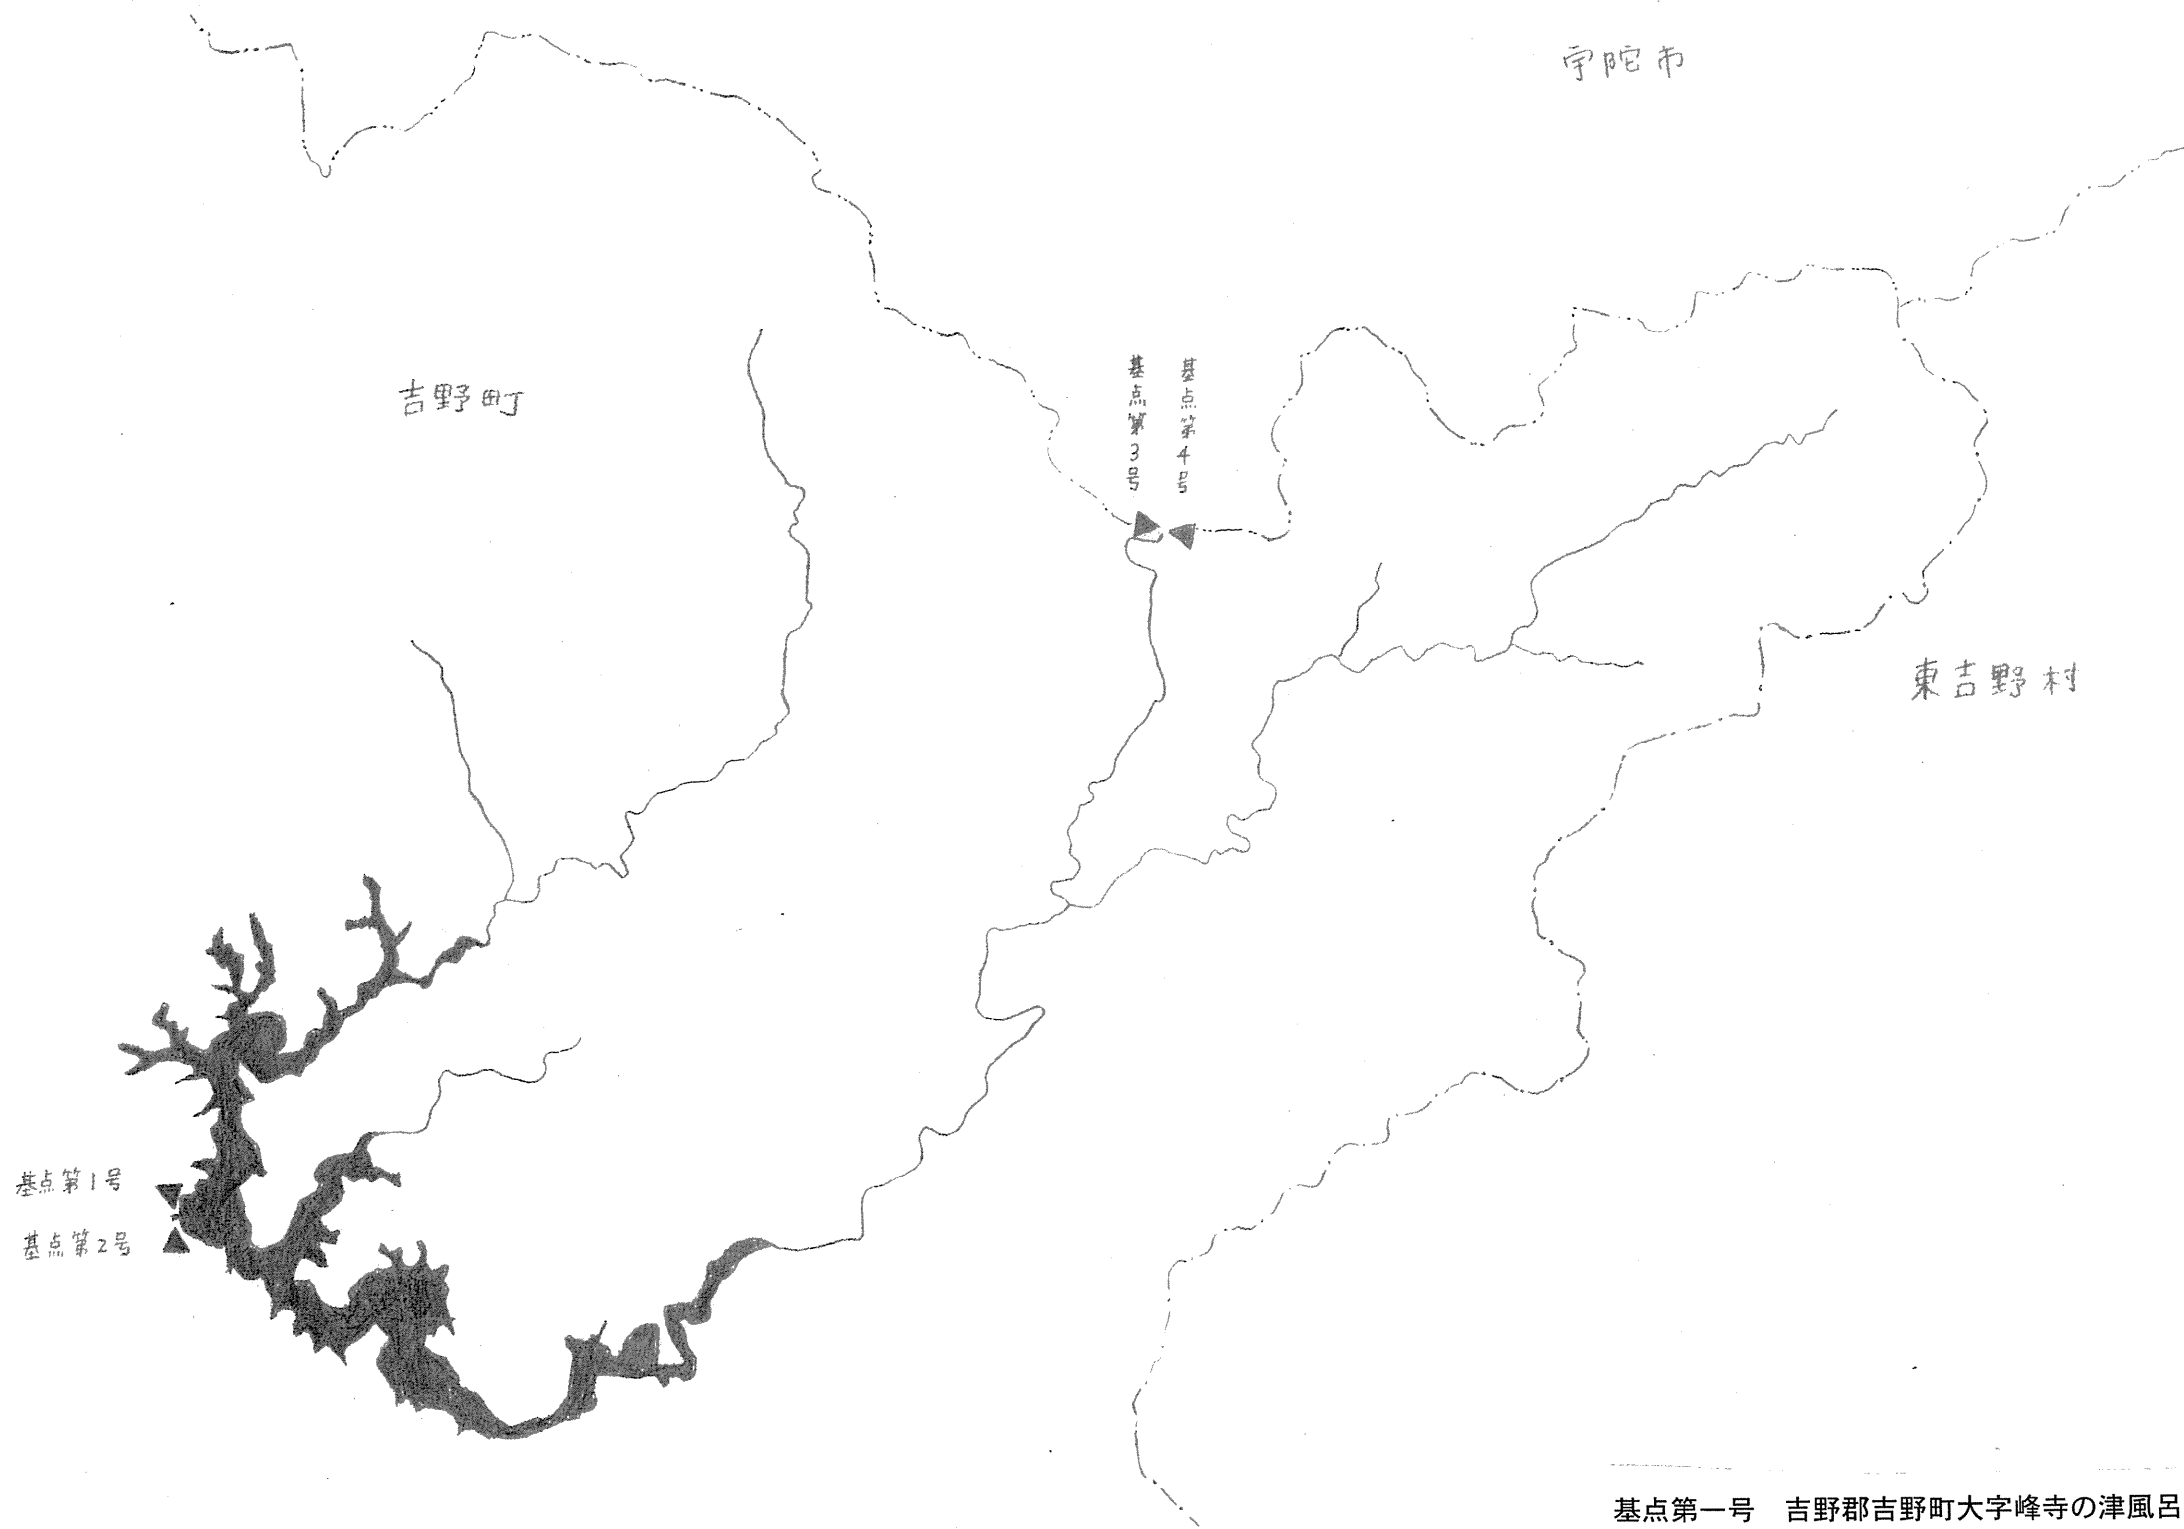 宇陀市
吉野町
基点第3号
基点第4号
東吉野村
基点第1号
基点第2号
基点第一号　吉野郡吉野町大字峰寺の津風呂